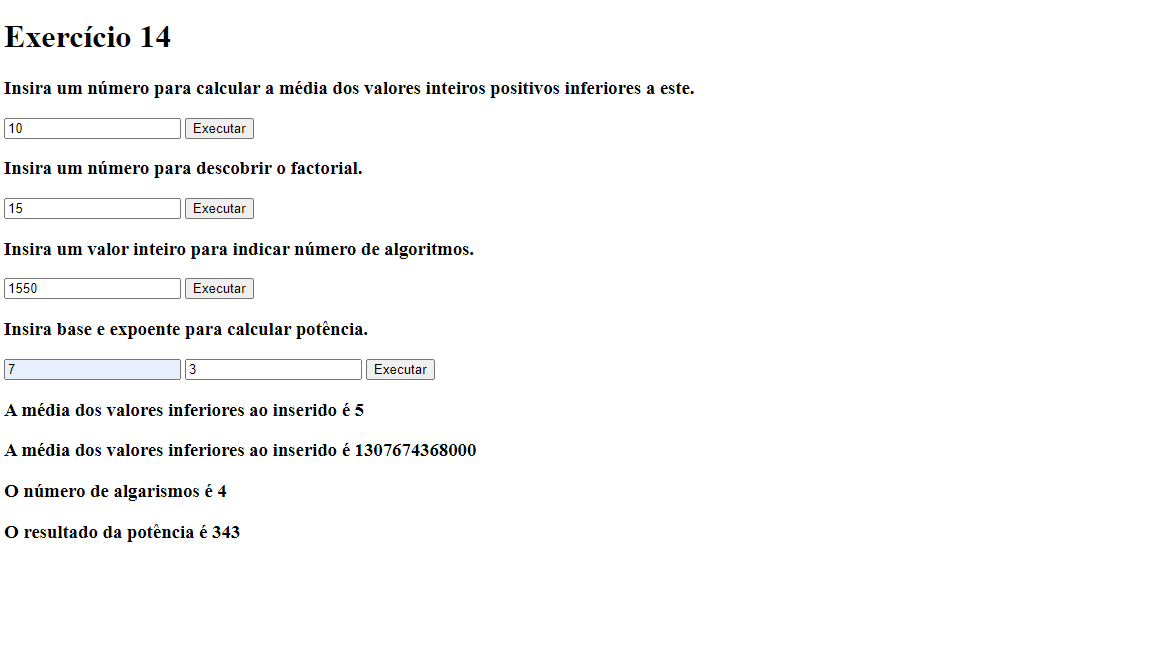 Exercício 14
Insira um número para calcular a média dos valores inteiros positivos inferiores a este.
10 Executar
Insira um número para descobrir o factorial.
15 Executar
Insira um valor inteiro para indicar número de algoritmos.
1550 Executar
Insira base e expoente para calcular potência.
7 3 Executar
A média dos valores inferiores ao inserido é 5
A média dos valores inferiores ao inserido é 1307674368000
O número de algarismos é 4
O resultado da potência é 343